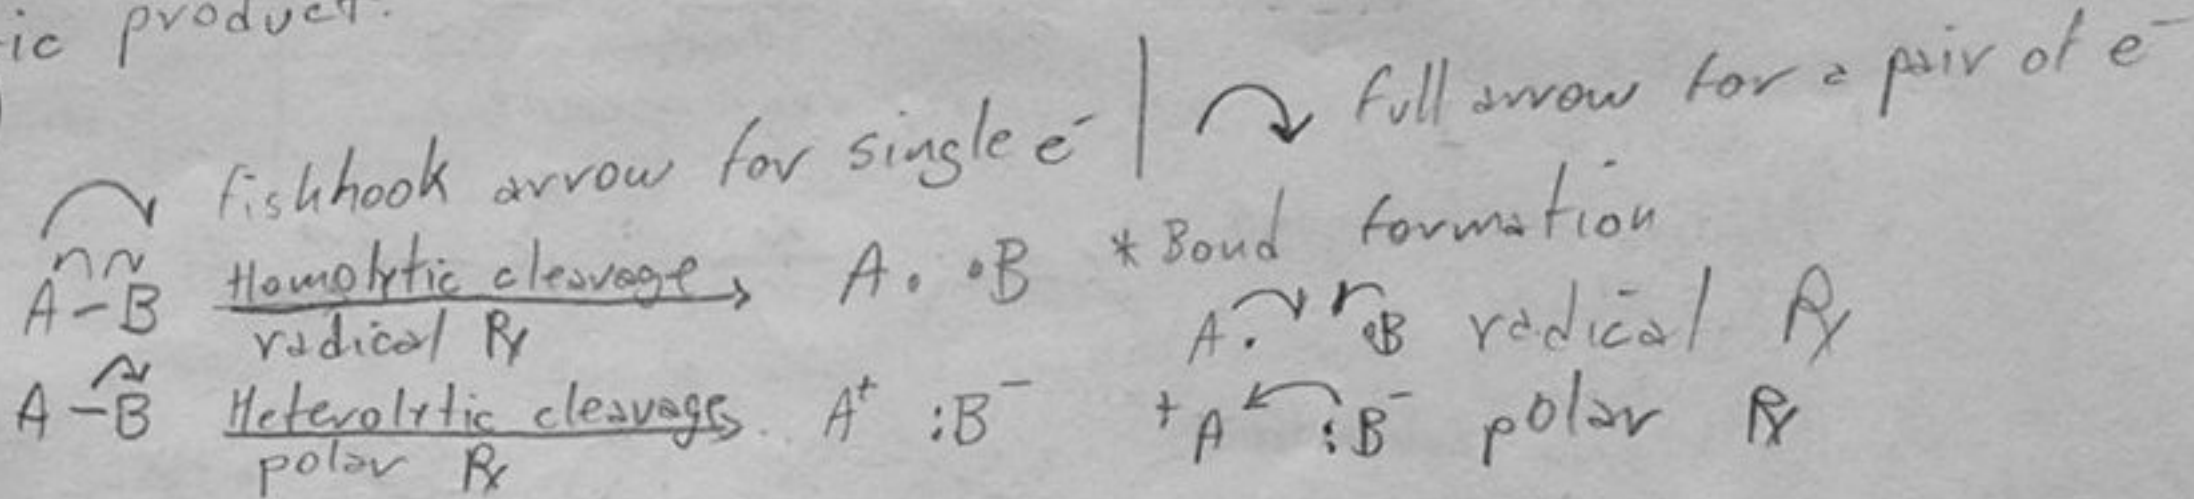 ic product.
fishhook arrow for single e⁻ | full arrow for a pair of e⁻
A–B Homolytic cleavage A· ·B * Bond formation
radical Rx A· ·B radical Rx
A–B Heterolytic cleavage A⁺ :B⁻ ⁺A :B⁻ polar Rx
polar Rx